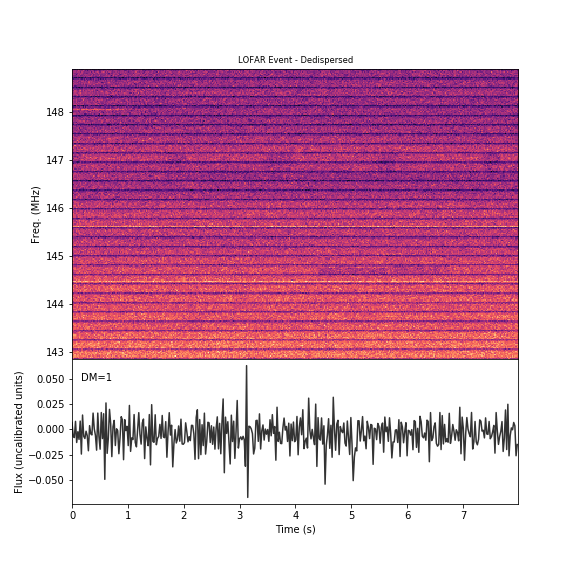 LOFAR Event - Dedispersed
148
147
146
145
144
143
Freq. (MHz)
DM=1
0.050
0.025
0.000
−0.025
−0.050
Flux (uncalibrated units)
0 1 2 3 4 5 6 7
Time (s)